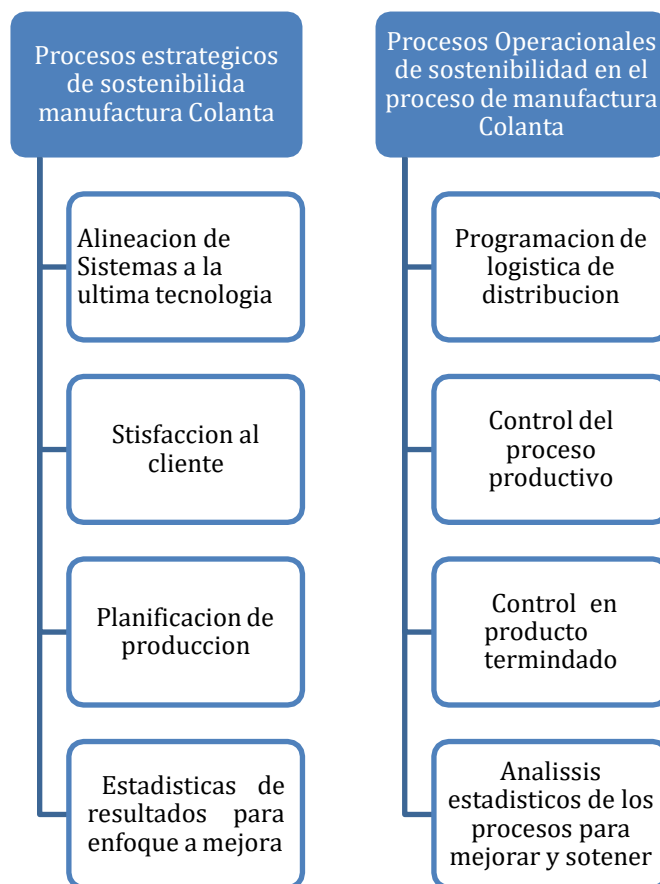 Procesos estrategicos
de sostenibilida
manufactura Colanta
Alineacion de
Sistemas a la
ultima tecnologia
Stisfaccion al
cliente
Planificacion de
produccion
Estadisticas de
resultados para
enfoque a mejora
Procesos Operacionales
de sostenibilidad en el
proceso de manufactura
Colanta
Programacion de
logistica de
distribucion
Control del
proceso
productivo
Control en
producto
termindado
Analissis
estadisticos de los
procesos para
mejorar y sotener